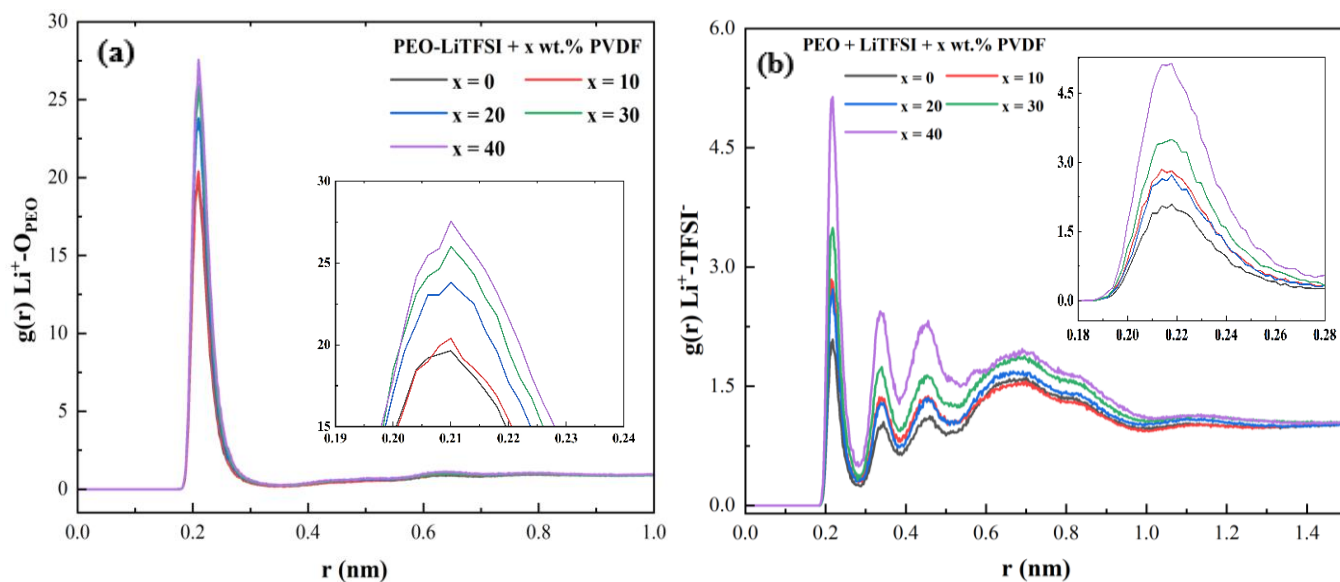 (a)
PEO-LiTFSI + x wt.% PVDF
x = 0
x = 10
x = 20
x = 30
x = 40
g(r) Li⁺-O_PEO
30
25
20
15
10
5
0
0.0 0.2 0.4 0.6 0.8 1.0
r (nm)
30
25
20
15
0.19 0.20 0.21 0.22 0.23 0.24
(b)
PEO + LiTFSI + x wt.% PVDF
x = 0
x = 10
x = 20
x = 30
x = 40
g(r) Li⁺-TFSI⁻
6.0
4.5
3.0
1.5
0.0
0.0 0.2 0.4 0.6 0.8 1.0 1.2 1.4
r (nm)
4.5
3.0
1.5
0.0
0.18 0.20 0.22 0.24 0.26 0.28